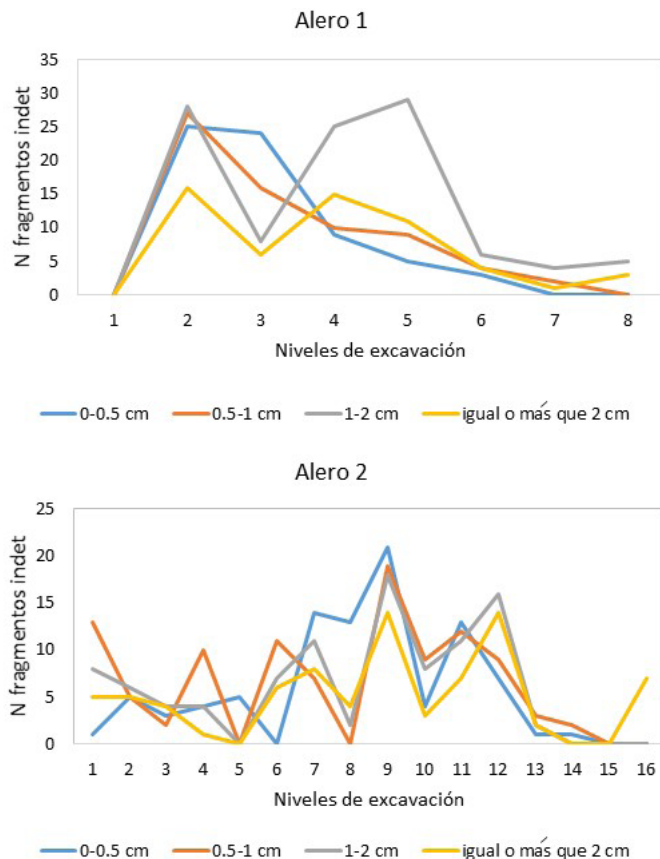 Alero 1
35
30
25
20
15
10
5
0
N fragmentos indet
1 2 3 4 5 6 7 8
Niveles de excavación
0-0.5 cm 0.5-1 cm 1-2 cm igual o más que 2 cm
Alero 2
25
20
15
10
5
0
N fragmentos indet
1 2 3 4 5 6 7 8 9 10 11 12 13 14 15 16
Niveles de excavación
0-0.5 cm 0.5-1 cm 1-2 cm igual o más que 2 cm